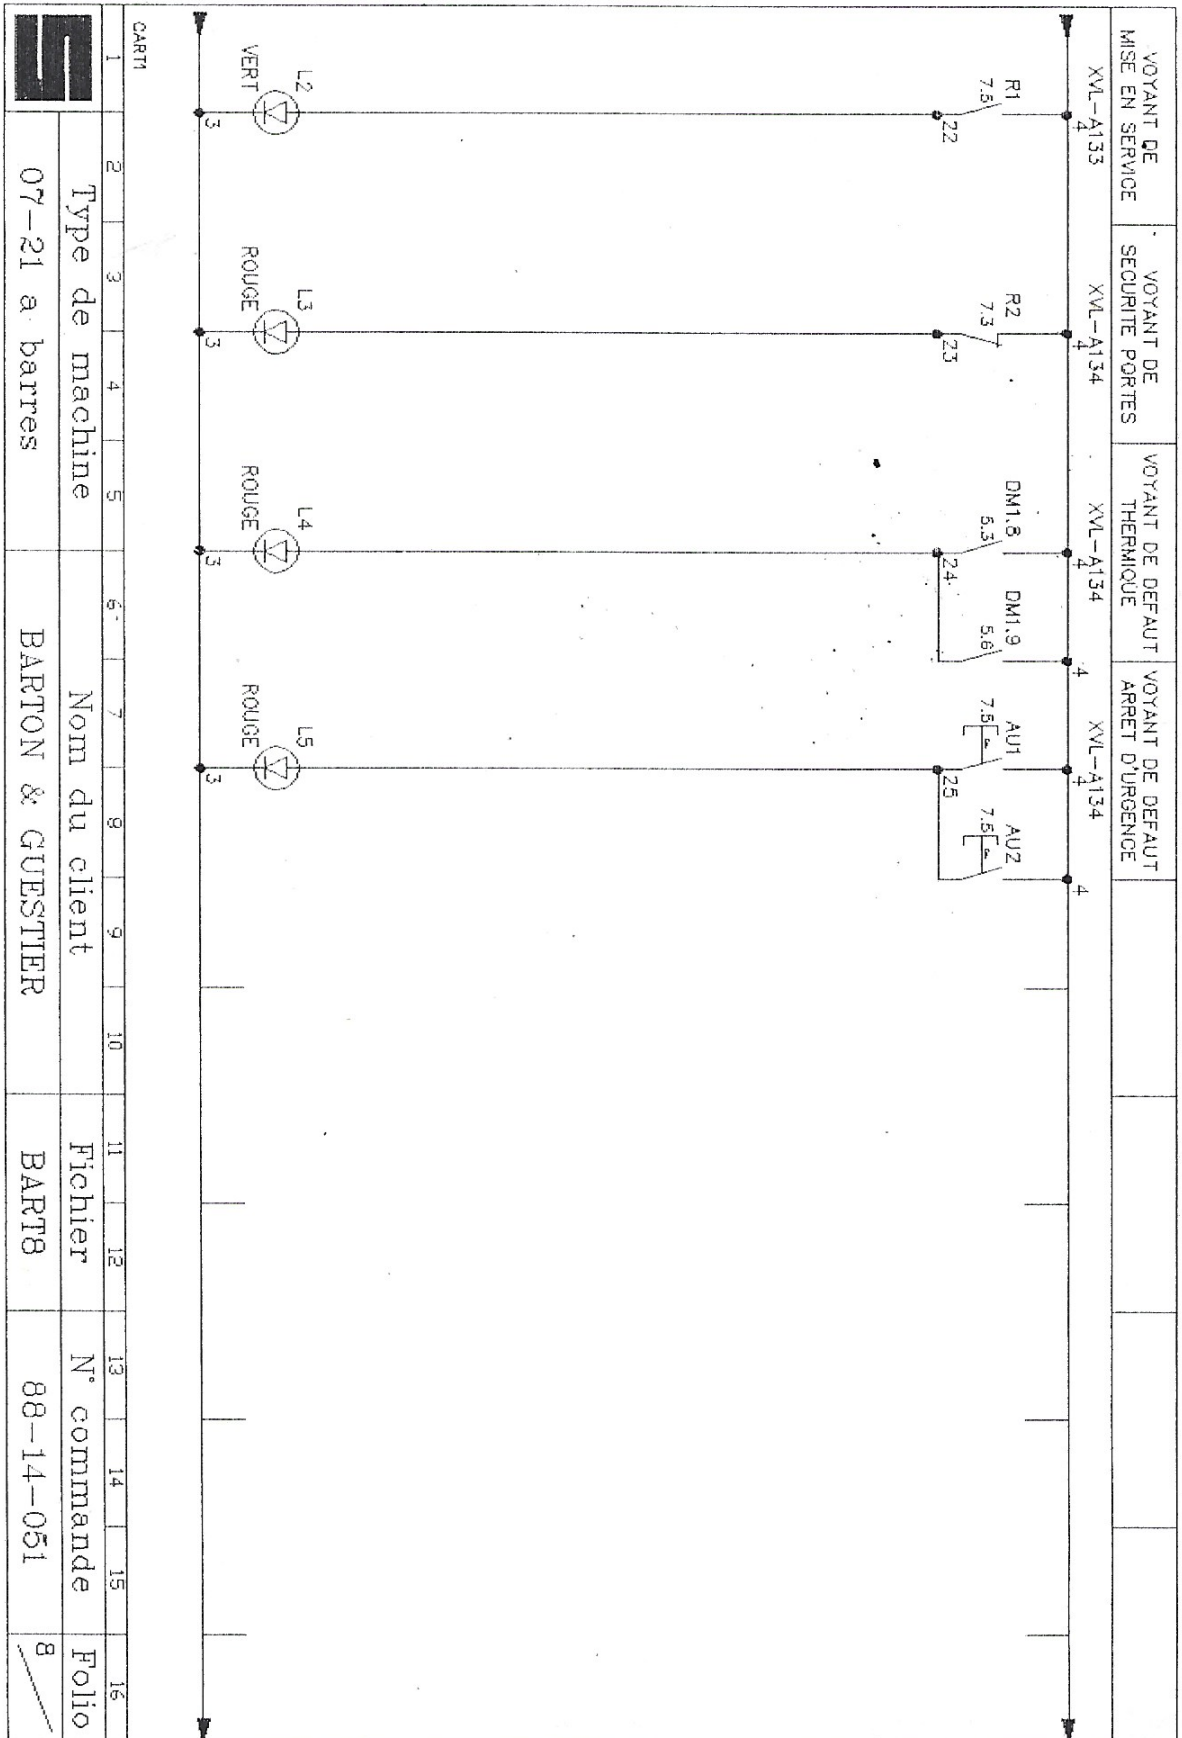 VOYANT DE
MISE EN SERVICE
VOYANT DE
SECURITE PORTES
VOYANT DE DEFAUT
THERMIQUE
VOYANT DE DEFAUT
ARRET D'URGENCE
XVL-A133
XVL-A134
XVL-A134
XVL-A134
4
4
4
4
4
4
R1
7.5
R2
7.3
DM1.8
5.3
DM1.9
5.6
AU1
7.5
AU2
7.5
22
23
24
25
L2
VERT
L3
ROUGE
L4
ROUGE
L5
ROUGE
3
3
3
3
CART1
1 2 3 4 5 6 7 8 9 10 11 12 13 14 15 16
Type de machine
Nom du client
Fichier
N° commande
Folio
07-21 a barres
BARTON & GUESTIER
BART8
88-14-051
8